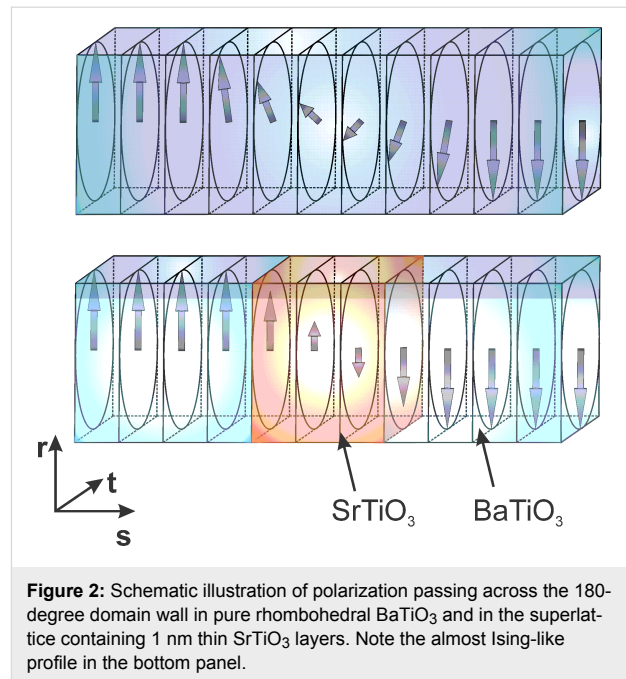 r
t
s
SrTiO3
BaTiO3
Figure 2: Schematic illustration of polarization passing across the 180-
degree domain wall in pure rhombohedral BaTiO3 and in the superlat-
tice containing 1 nm thin SrTiO3 layers. Note the almost Ising-like
profile in the bottom panel.